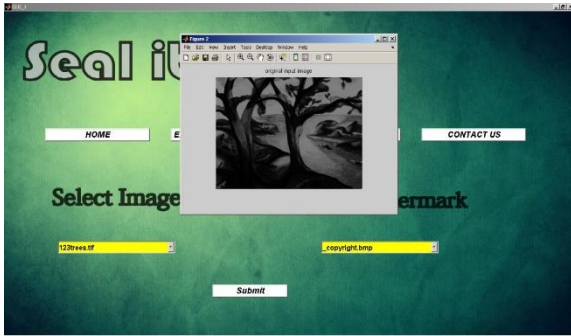 GUI_1
Seal it
Figure 2
File Edit View Insert Tools Desktop Window Help
original input image
HOME
E
CONTACT US
Select Image
ermark
123trees.tif
_copyright.bmp
Submit